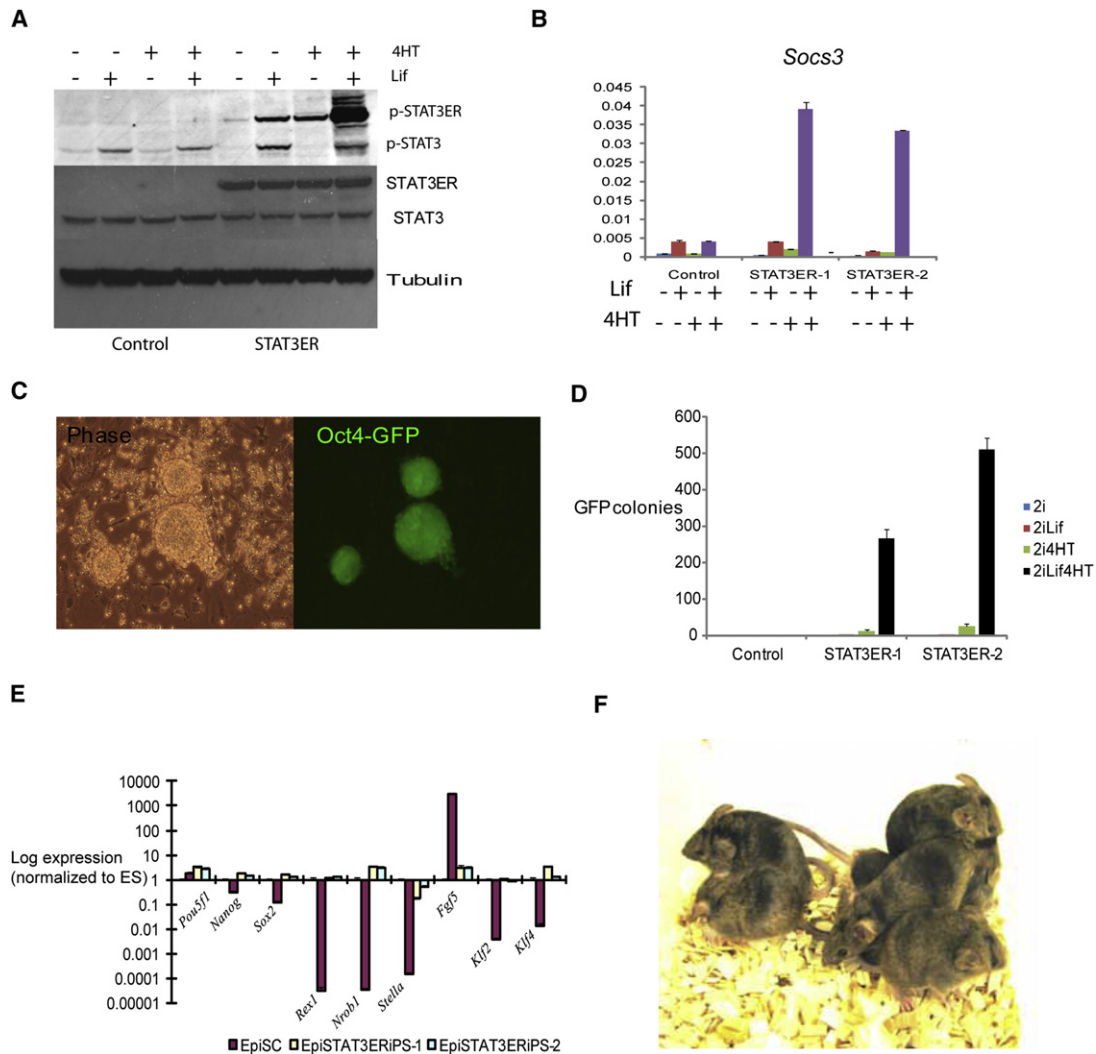 A
- - + + - - + + 4HT
- + - + - + - + Lif
p-STAT3ER
p-STAT3
STAT3ER
STAT3
Tubulin
Control STAT3ER
B
Socs3
0.045
0.04
0.035
0.03
0.025
0.02
0.015
0.01
0.005
0
Control STAT3ER-1 STAT3ER-2
Lif - + - + - + - + - + - +
4HT - - + + - - + + - - + +
C
Phase
Oct4-GFP
D
600
500
400
300
200
100
0
GFP colonies
Control STAT3ER-1 STAT3ER-2
2i
2iLif
2i4HT
2iLif4HT
E
Log expression
(normalized to ES)
10000
1000
100
10
1
0.1
0.01
0.001
0.0001
0.00001
Pou5f1
Nanog
Sox2
Rex1
Nrob1
Stella
Fgf5
Klf2
Klf4
EpiSC EpiSTAT3ERiPS-1 EpiSTAT3ERiPS-2
F